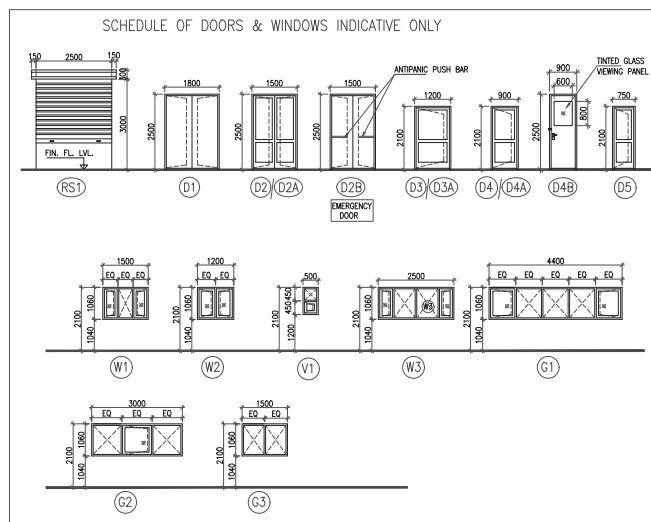 SCHEDULE OF DOORS & WINDOWS INDICATIVE ONLY
150 2500 150
300
3000
FIN. FL. LVL.
RS1
1800
2500
D1
1500
2500
D2/D2A
ANTIPANIC PUSH BAR
1500
2500
D2B
EMERGENCY
DOOR
1200
2100
D3/D3A
900
2100
D4/D4A
TINTED GLASS
VIEWING PANEL
900
600
800
2500
D4B
750
2100
D5
1500
EQ EQ EQ
1060
2100
1040
W1
1200
EQ EQ
1060
2100
1040
W2
500
450
450
2100
1200
V1
2500
1060
2100
1040
W3
W3
4400
EQ EQ EQ EQ EQ
1060
2100
1040
G1
3000
EQ EQ EQ
1060
2100
1040
G2
1500
EQ EQ
1060
2100
1040
G3